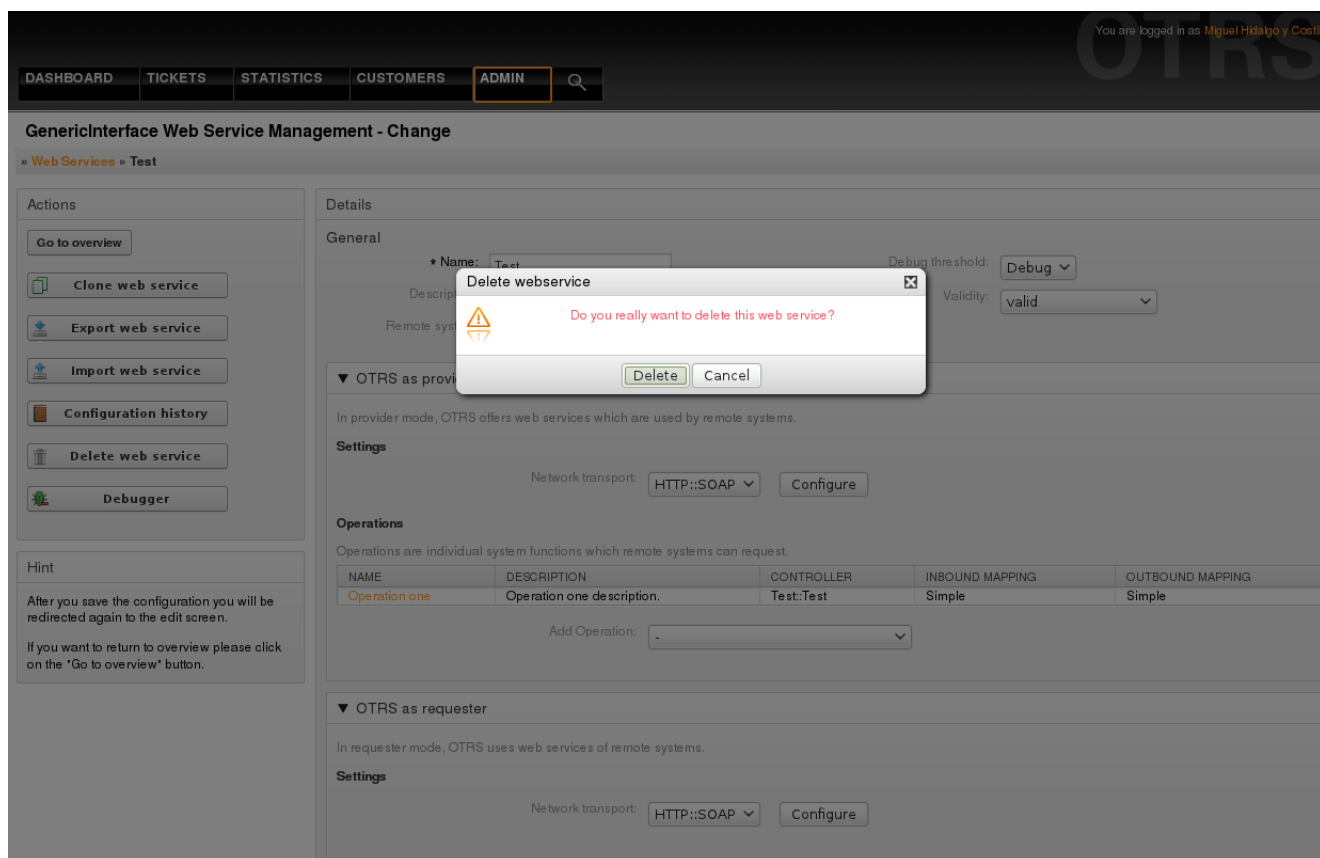 OTRS
You are logged in as Miguel Hidalgo y Costi
DASHBOARD TICKETS STATISTICS CUSTOMERS ADMIN
GenericInterface Web Service Management - Change
» Web Services » Test
Actions
Go to overview
Clone web service
Export web service
Import web service
Configuration history
Delete web service
Debugger
Hint
After you save the configuration you will be
redirected again to the edit screen.
If you want to return to overview please click
on the "Go to overview" button.
Details
General
* Name: Test
Debug threshold: Debug
Descript
Validity: valid
Remote syst
Delete webservice
Do you really want to delete this web service?
Delete Cancel
▼ OTRS as provi
In provider mode, OTRS offers web services which are used by remote systems.
Settings
Network transport: HTTP::SOAP Configure
Operations
Operations are individual system functions which remote systems can request.
NAME DESCRIPTION CONTROLLER INBOUND MAPPING OUTBOUND MAPPING
Operation one Operation one description. Test::Test Simple Simple
Add Operation: -
▼ OTRS as requester
In requester mode, OTRS uses web services of remote systems.
Settings
Network transport: HTTP::SOAP Configure